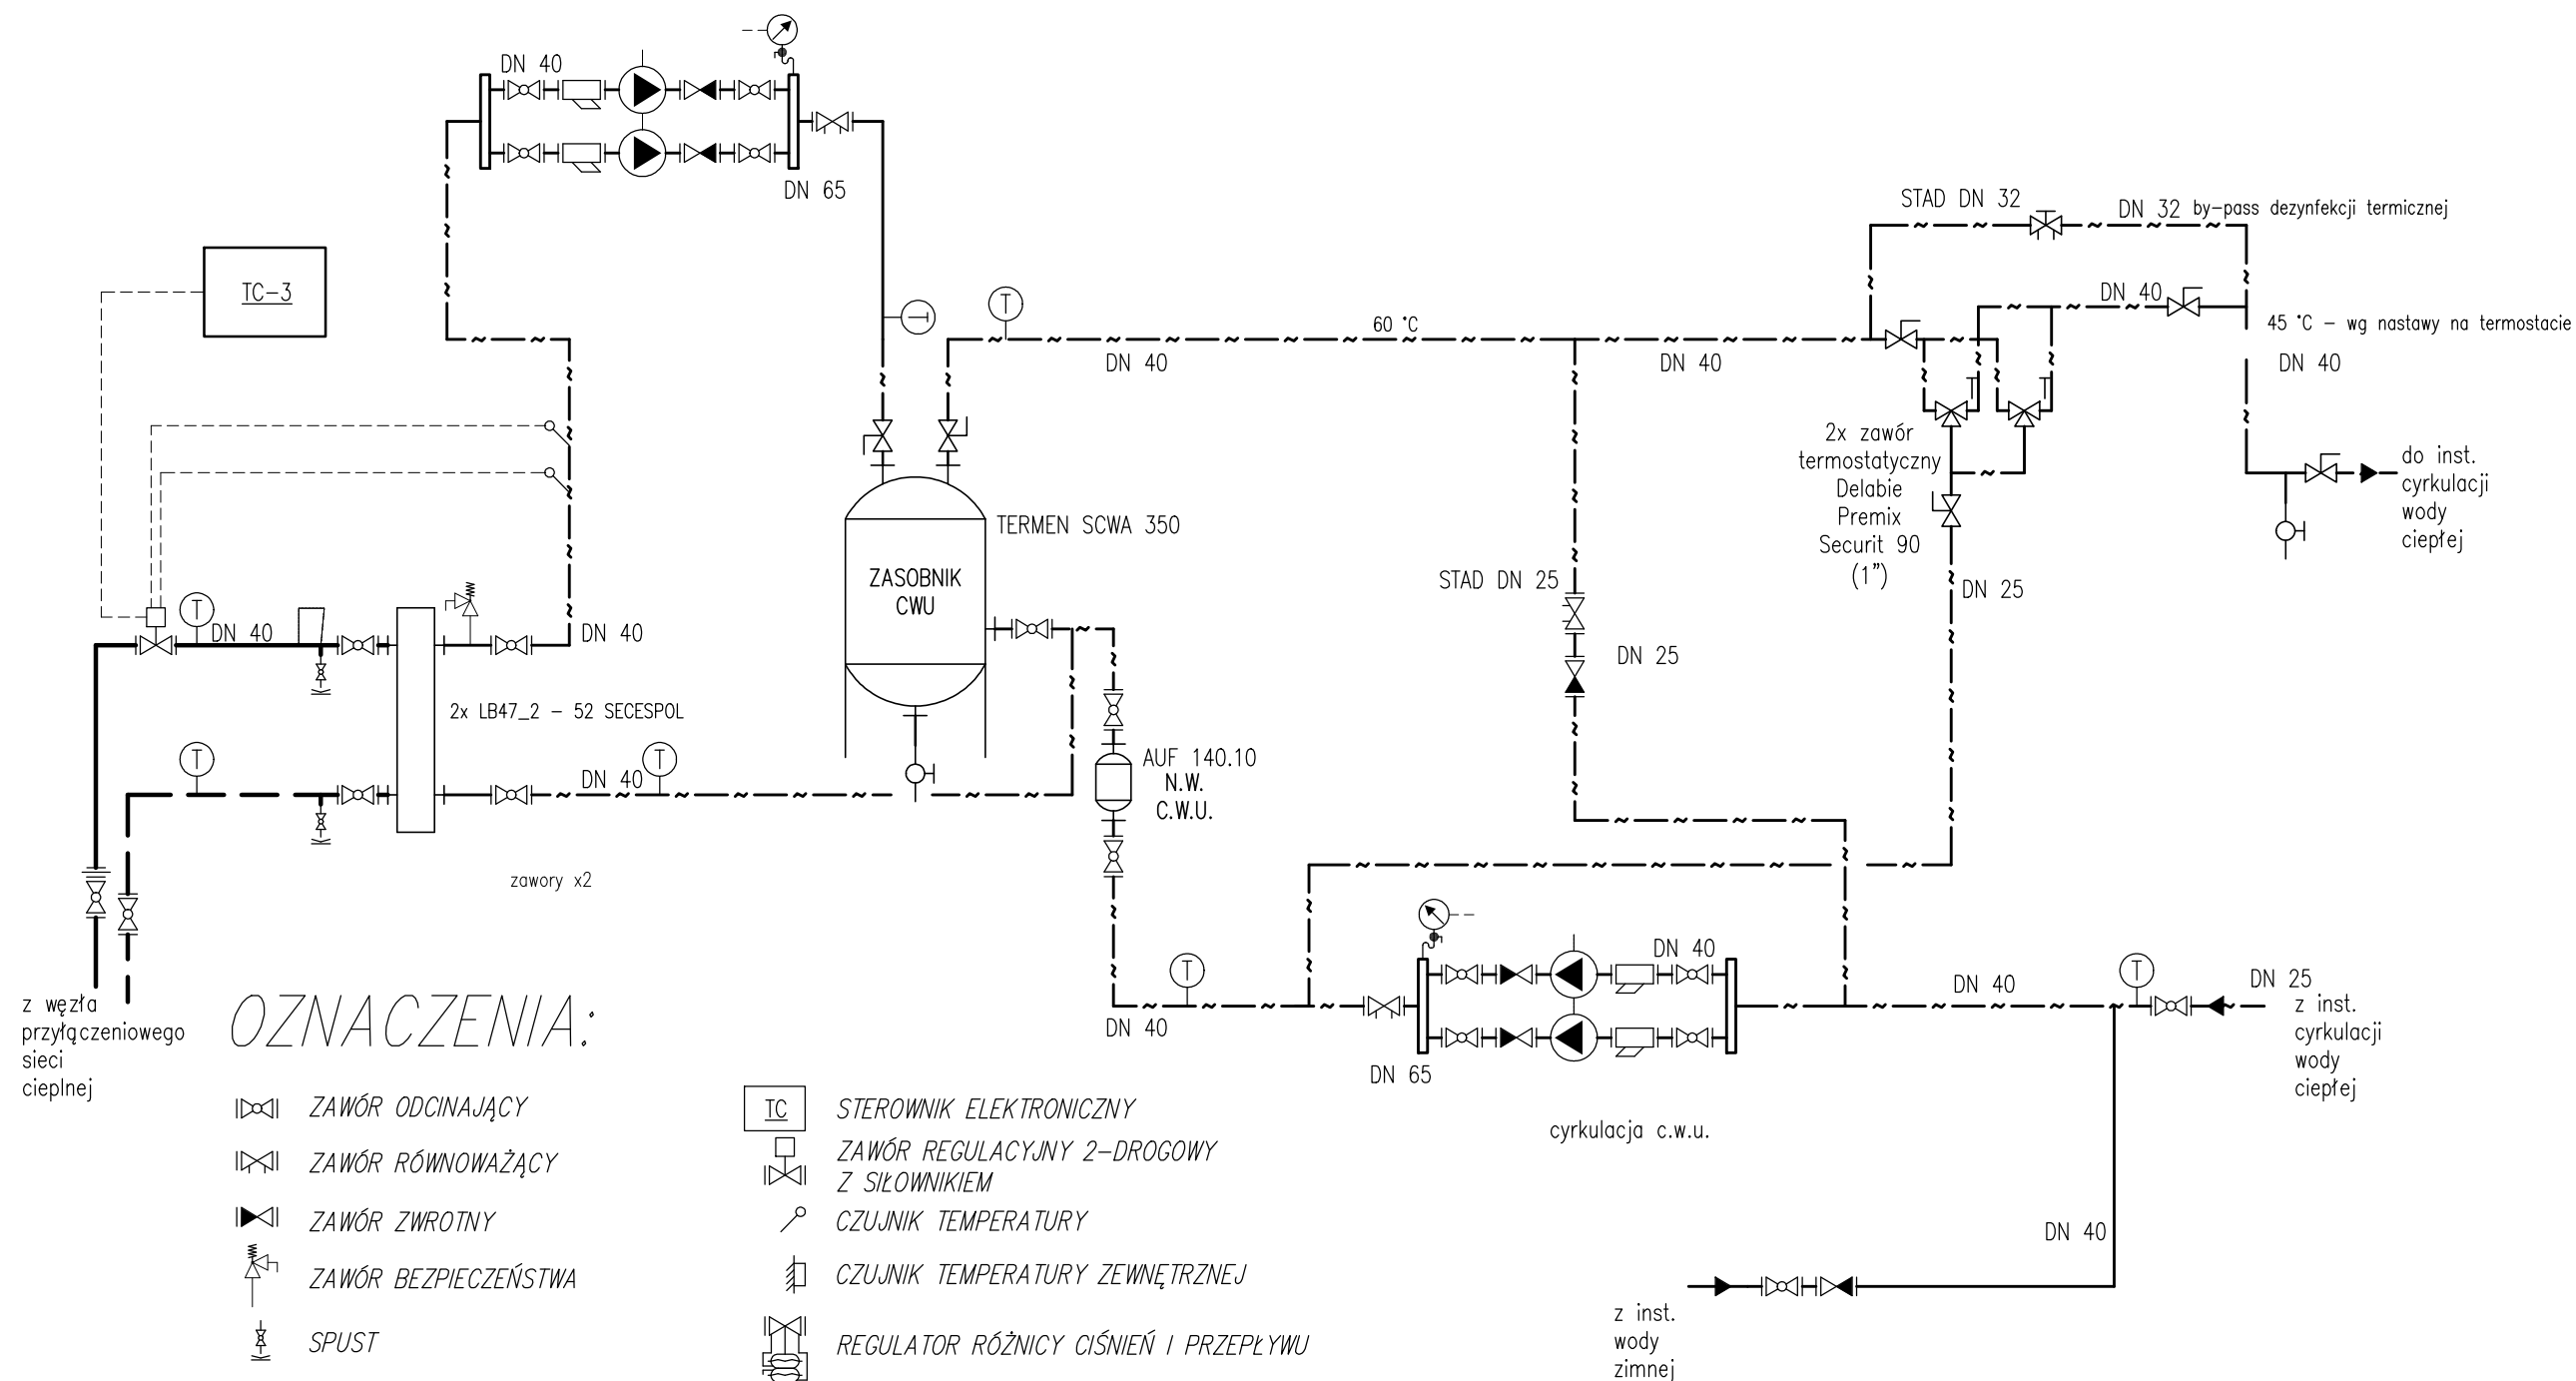 DN 40
DN 65
TC-3
STAD DN 32
DN 32 by-pass dezynfekcji termicznej
T
T
60 °C
DN 40
DN 40
DN 40
45 °C - wg nastawy na termostacie
DN 40
2x zawór
termostatyczny
Delabie
Premix
Securit 90
(1")
do inst.
cyrkulacji
wody
ciepłej
TERMEN SCWA 350
ZASOBNIK
CWU
STAD DN 25
DN 25
DN 25
T
DN 40
DN 40
2x LB47_2 - 52 SECESPOL
T
DN 40
T
AUF 140.10
N.W.
C.W.U.
zawory x2
z węzła
przyłączeniowego
sieci
cieplnej
T
DN 40
DN 40
DN 65
cyrkulacja c.w.u.
DN 40
T
DN 25
z inst.
cyrkulacji
wody
ciepłej
DN 40
z inst.
wody
zimnej
OZNACZENIA:
ZAWÓR ODCINAJĄCY
ZAWÓR RÓWNOWAŻĄCY
ZAWÓR ZWROTNY
ZAWÓR BEZPIECZEŃSTWA
SPUST
TC
STEROWNIK ELEKTRONICZNY
ZAWÓR REGULACYJNY 2-DROGOWY
Z SIŁOWNIKIEM
CZUJNIK TEMPERATURY
CZUJNIK TEMPERATURY ZEWNĘTRZNEJ
REGULATOR RÓŻNICY CIŚNIEŃ I PRZEPŁYWU